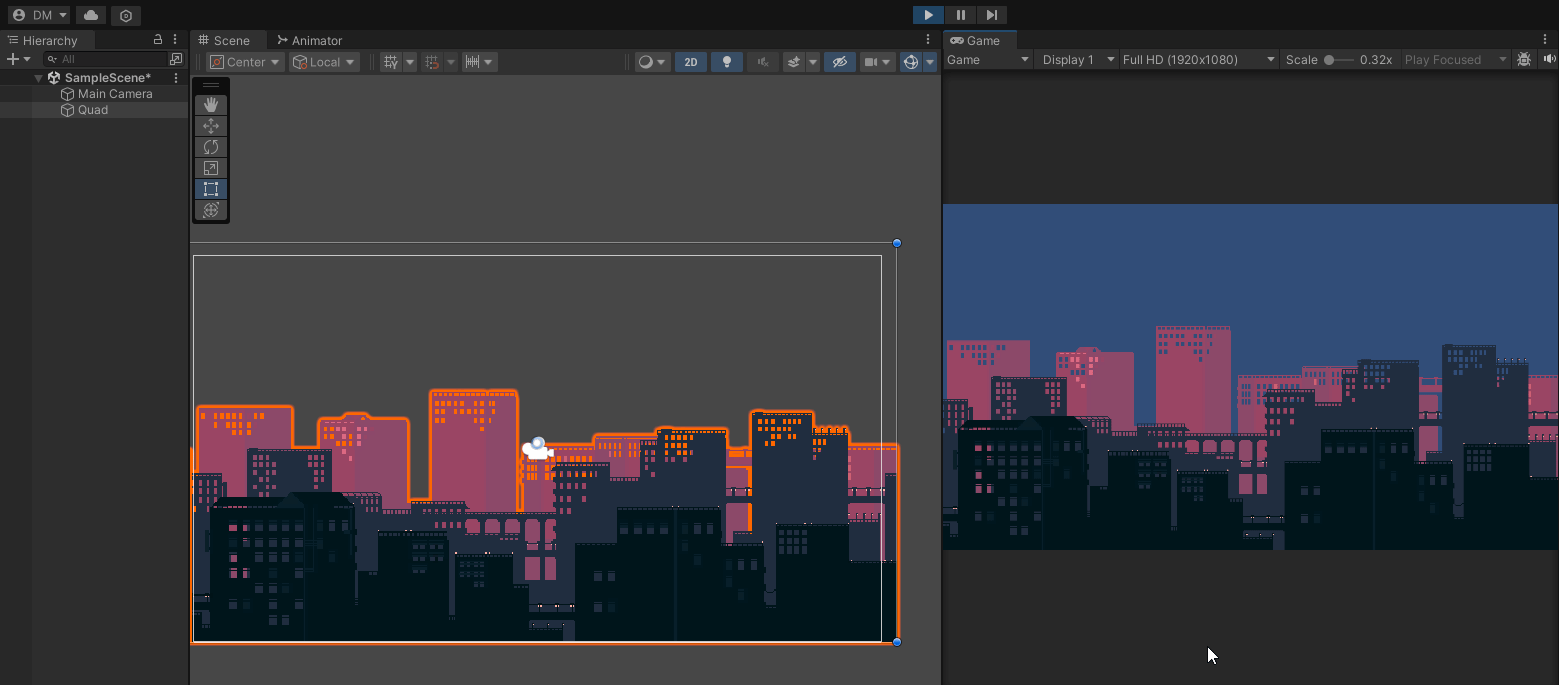 DM
Hierarchy
All
SampleScene*
Main Camera
Quad
Scene
Animator
Center
Local
2D
Game
Game
Display 1
Full HD (1920x1080)
Scale
0.32x
Play Focused